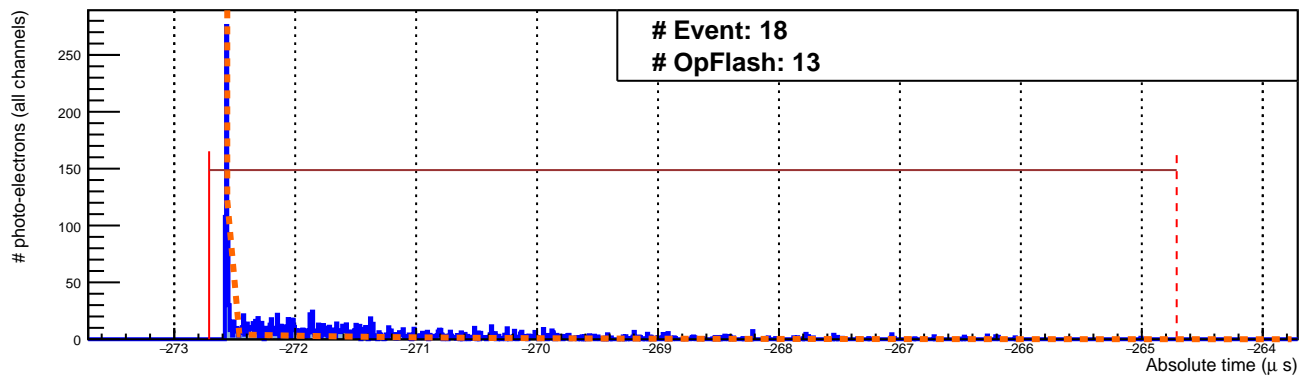 # Event: 18
# OpFlash: 13
# photo-electrons (all channels)
250
200
150
100
50
0
−273 −272 −271 −270 −269 −268 −267 −266 −265 −264
Absolute time (μ s)